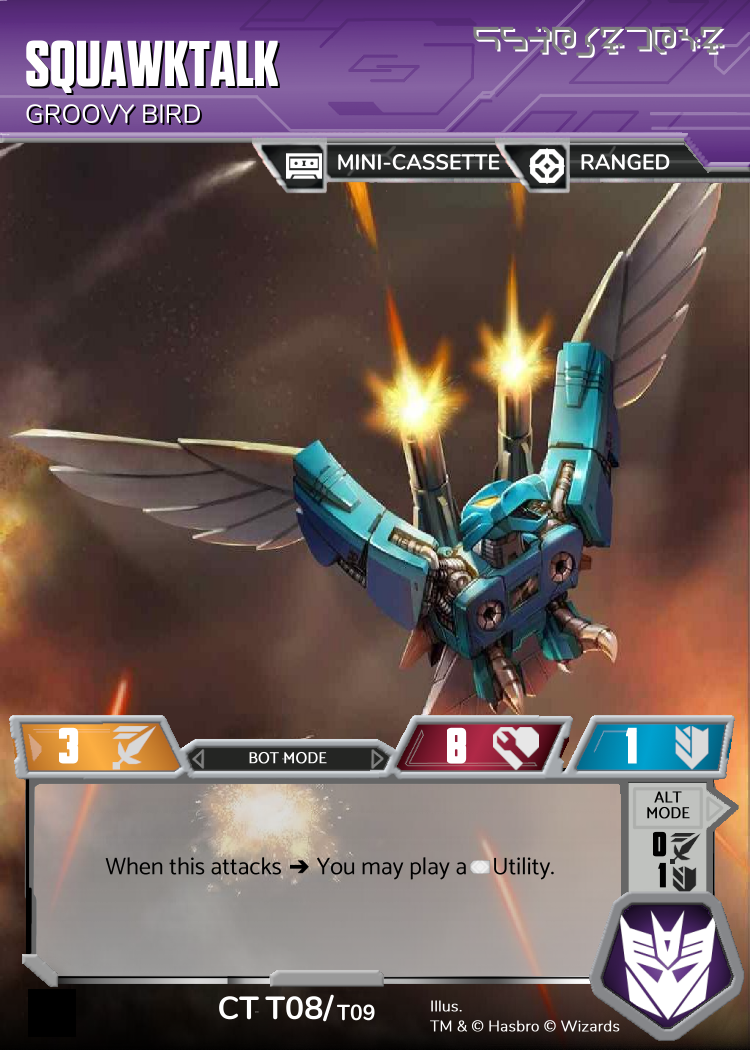 SQUAWKTALK
GROOVY BIRD
MINI-CASSETTE RANGED
3 BOT MODE 8 1
ALT
MODE
0
1
When this attacks ➔ You may play a Utility.
CT T08/T09
Illus.
TM & © Hasbro © Wizards